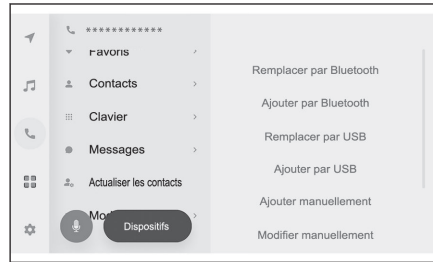 ************
Favoris
Contacts
Clavier
Messages
Actualiser les contacts
Mod
Dispositifs
Remplacer par Bluetooth
Ajouter par Bluetooth
Remplacer par USB
Ajouter par USB
Ajouter manuellement
Modifier manuellement